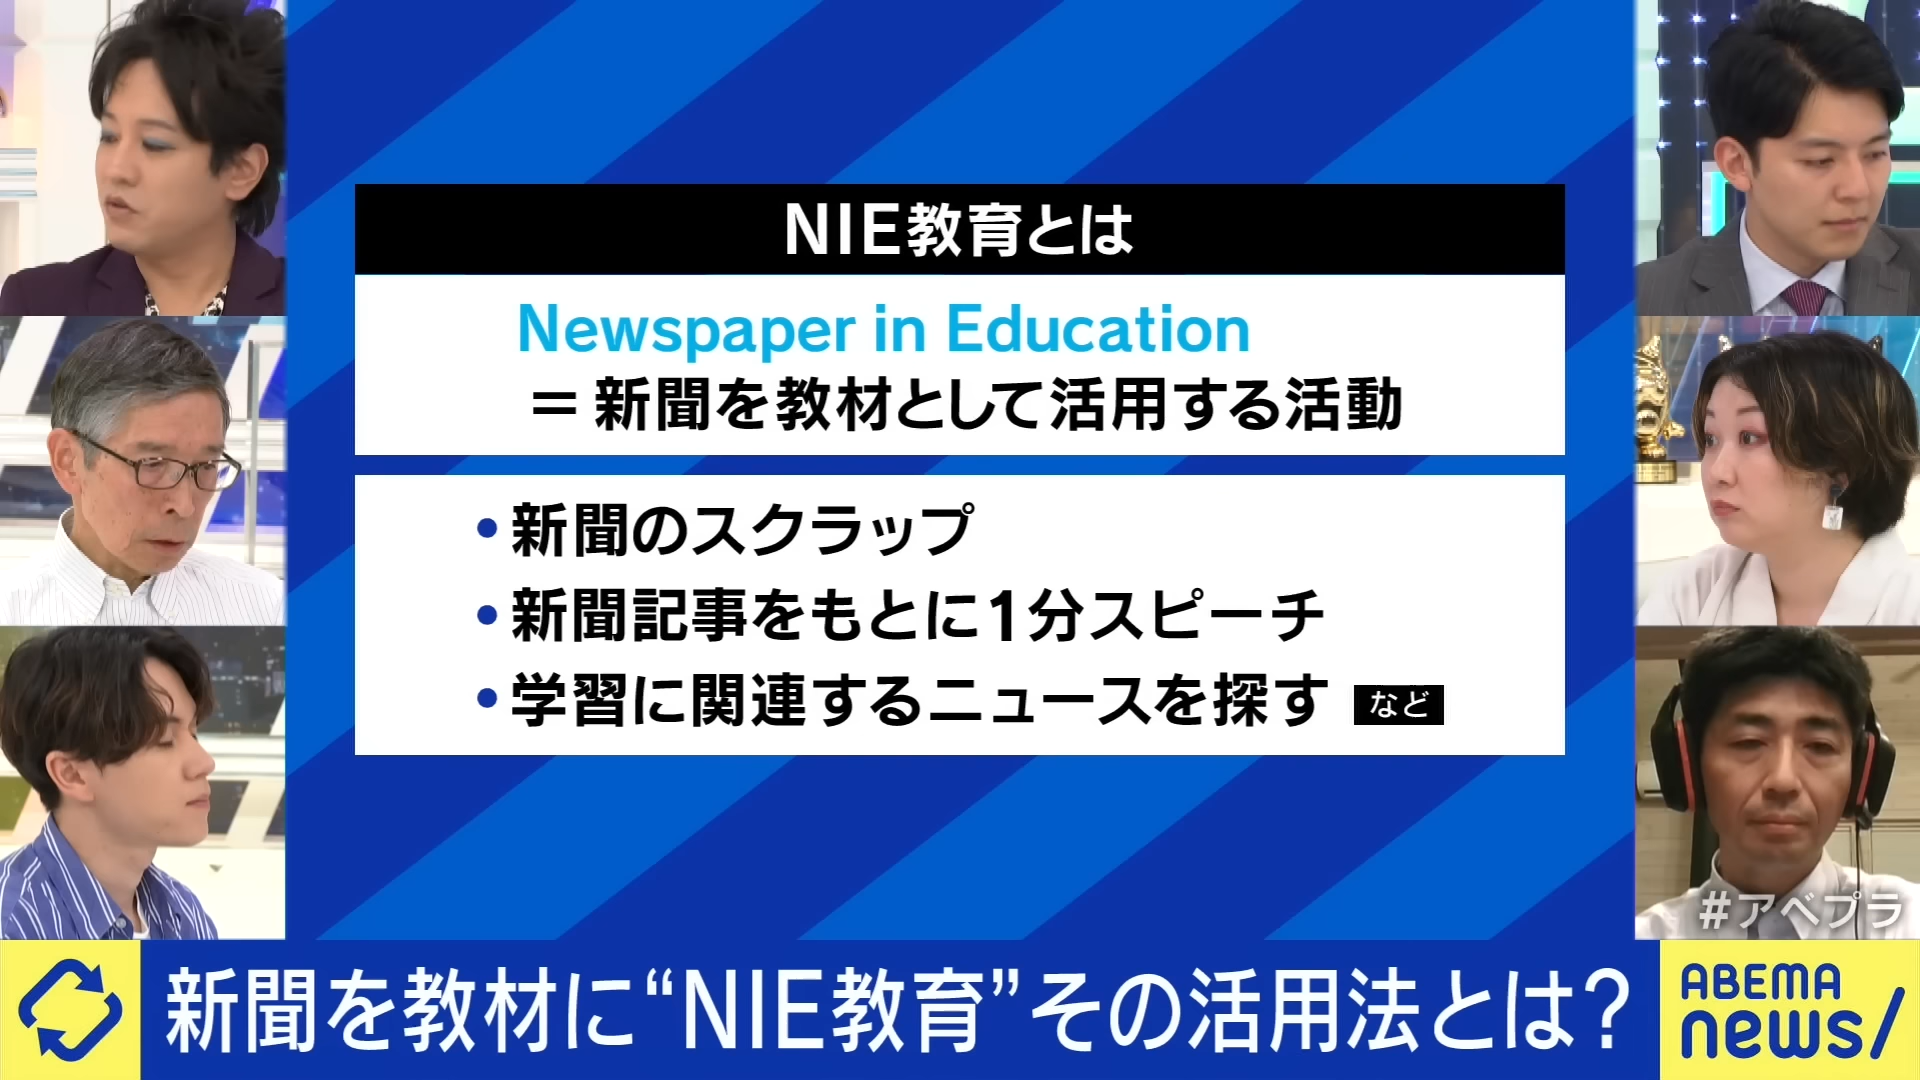 NIE教育とは
Newspaper in Education
＝新聞を教材として活用する活動
・新聞のスクラップ
・新聞記事をもとに1分スピーチ
・学習に関連するニュースを探す など
#アベプラ
新聞を教材に“NIE教育”その活用法とは？
ABEMA
news/